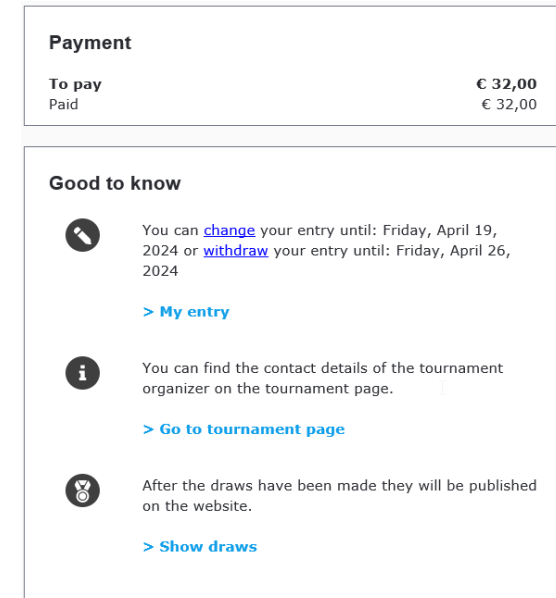 Payment
To pay € 32,00
Paid € 32,00
Good to know
You can change your entry until: Friday, April 19,
2024 or withdraw your entry until: Friday, April 26,
2024
> My entry
You can find the contact details of the tournament
organizer on the tournament page.
> Go to tournament page
After the draws have been made they will be published
on the website.
> Show draws